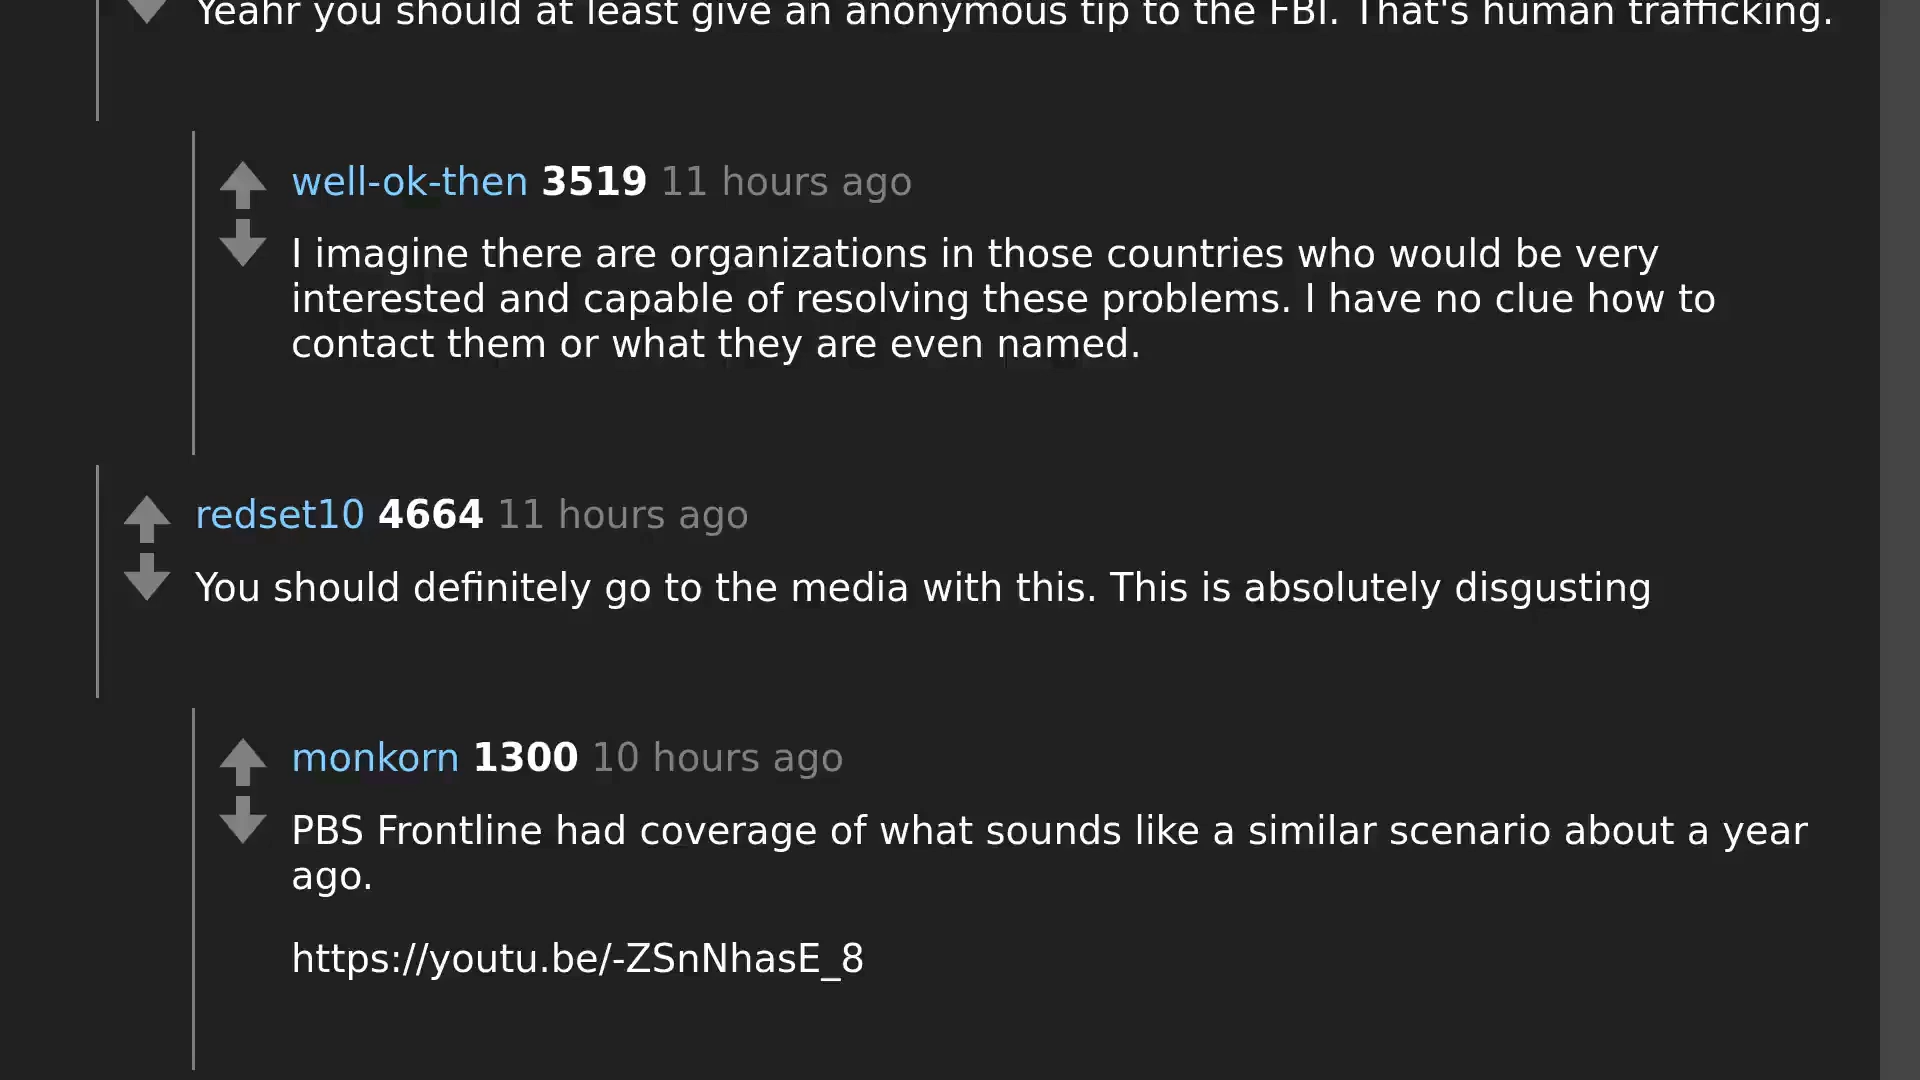 Yeahr you should at least give an anonymous tip to the FBI. That's human trafficking.
well-ok-then 3519 11 hours ago
I imagine there are organizations in those countries who would be very
interested and capable of resolving these problems. I have no clue how to
contact them or what they are even named.
redset10 4664 11 hours ago
You should definitely go to the media with this. This is absolutely disgusting
monkorn 1300 10 hours ago
PBS Frontline had coverage of what sounds like a similar scenario about a year
ago.
https://youtu.be/-ZSnNhasE_8